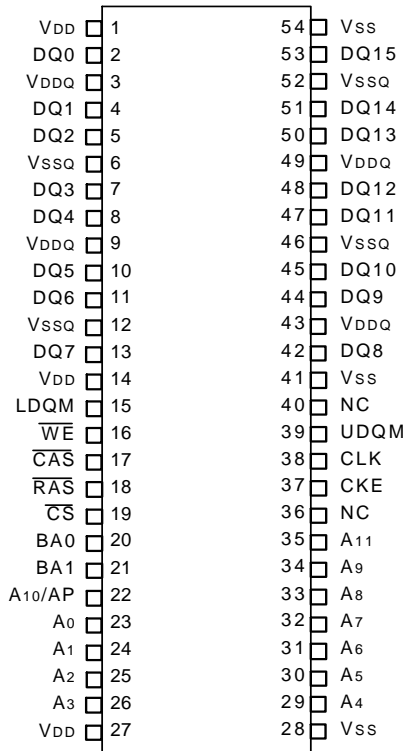 VDD 1 54 VSS
DQ0 2 53 DQ15
VDDQ 3 52 VSSQ
DQ1 4 51 DQ14
DQ2 5 50 DQ13
VSSQ 6 49 VDDQ
DQ3 7 48 DQ12
DQ4 8 47 DQ11
VDDQ 9 46 VSSQ
DQ5 10 45 DQ10
DQ6 11 44 DQ9
VSSQ 12 43 VDDQ
DQ7 13 42 DQ8
VDD 14 41 VSS
LDQM 15 40 NC
WE 16 39 UDQM
CAS 17 38 CLK
RAS 18 37 CKE
CS 19 36 NC
BA0 20 35 A11
BA1 21 34 A9
A10/AP 22 33 A8
A0 23 32 A7
A1 24 31 A6
A2 25 30 A5
A3 26 29 A4
VDD 27 28 VSS